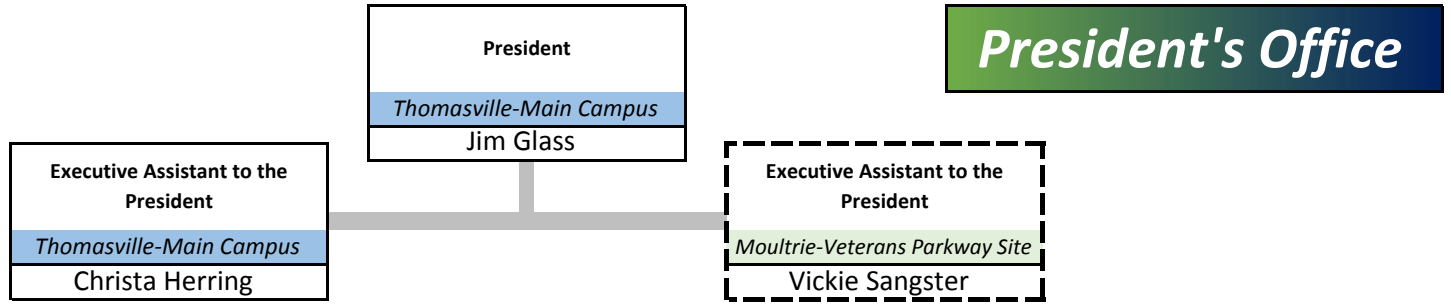 President's Office
President
Thomasville-Main Campus
Jim Glass
Executive Assistant to the
President
Thomasville-Main Campus
Christa Herring
Executive Assistant to the
President
Moultrie-Veterans Parkway Site
Vickie Sangster